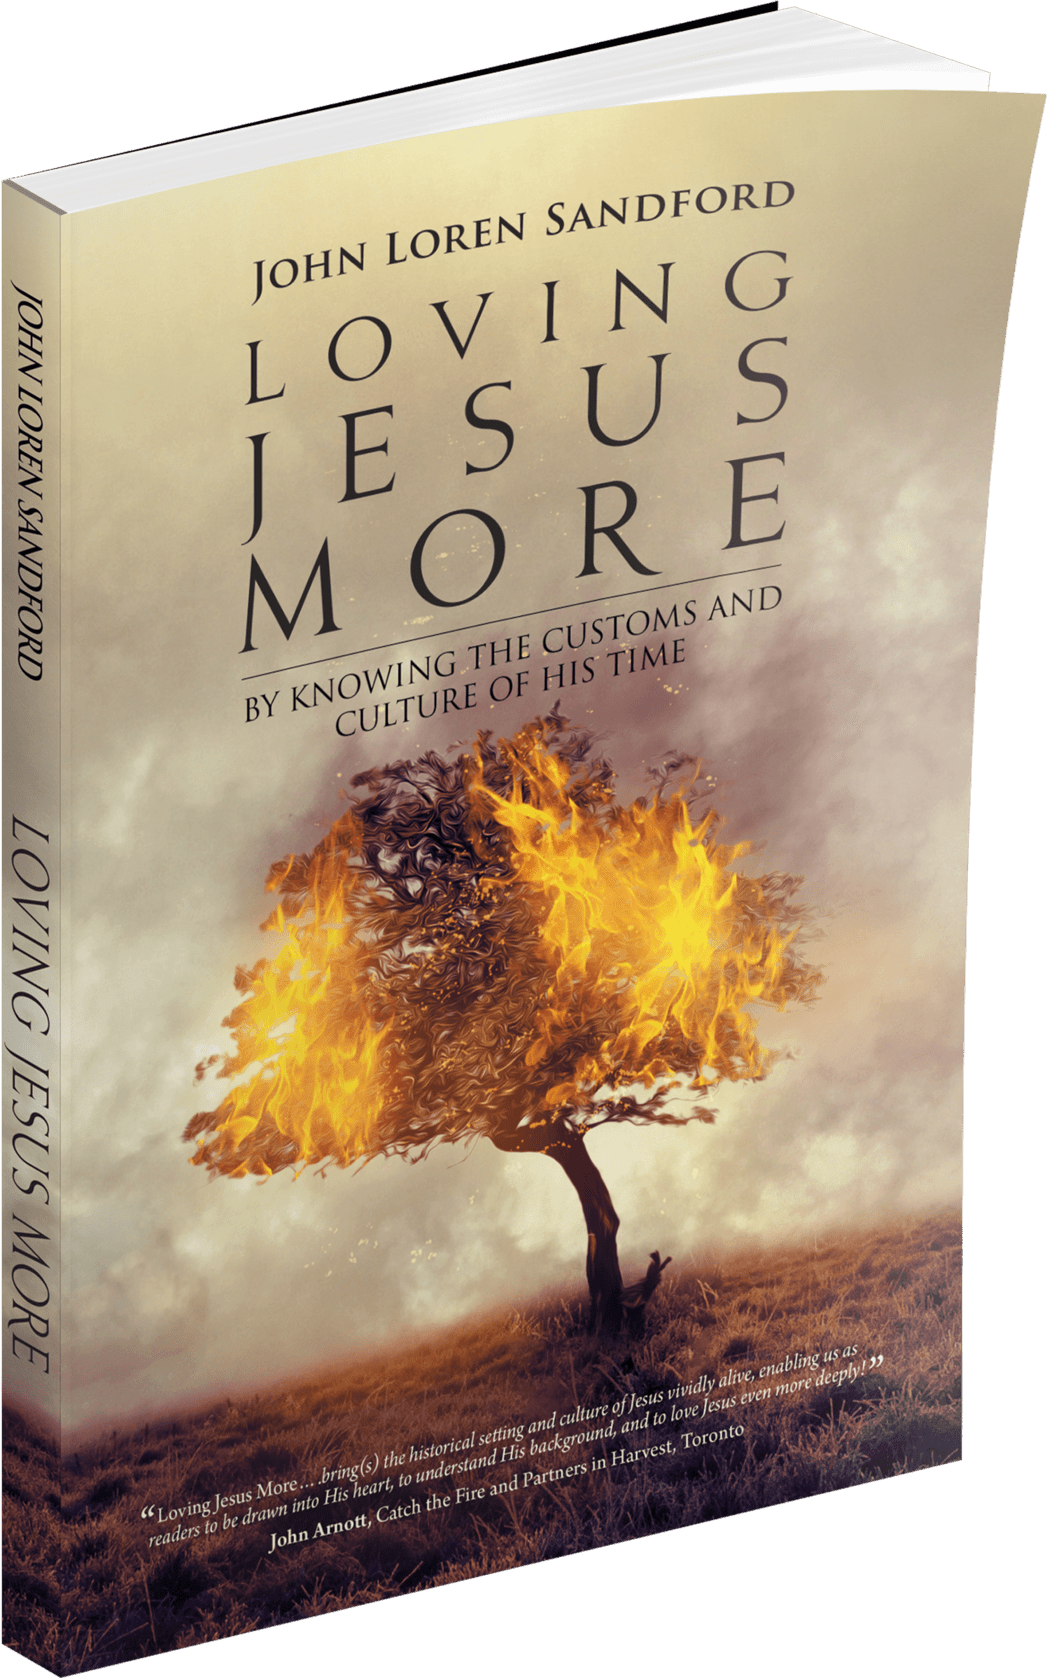 JOHN LOREN SANDFORD
LOVING
JESUS
MORE
BY KNOWING THE CUSTOMS AND
CULTURE OF HIS TIME
“Loving Jesus More... .bring(s) the historical setting and culture of Jesus vividly alive, enabling us as
readers to be drawn into His heart, to understand His background, and to love Jesus even more deeply!”
John Arnott, Catch the Fire and Partners in Harvest, Toronto
JOHN LOREN SANDFORD LOVING JESUS MORE